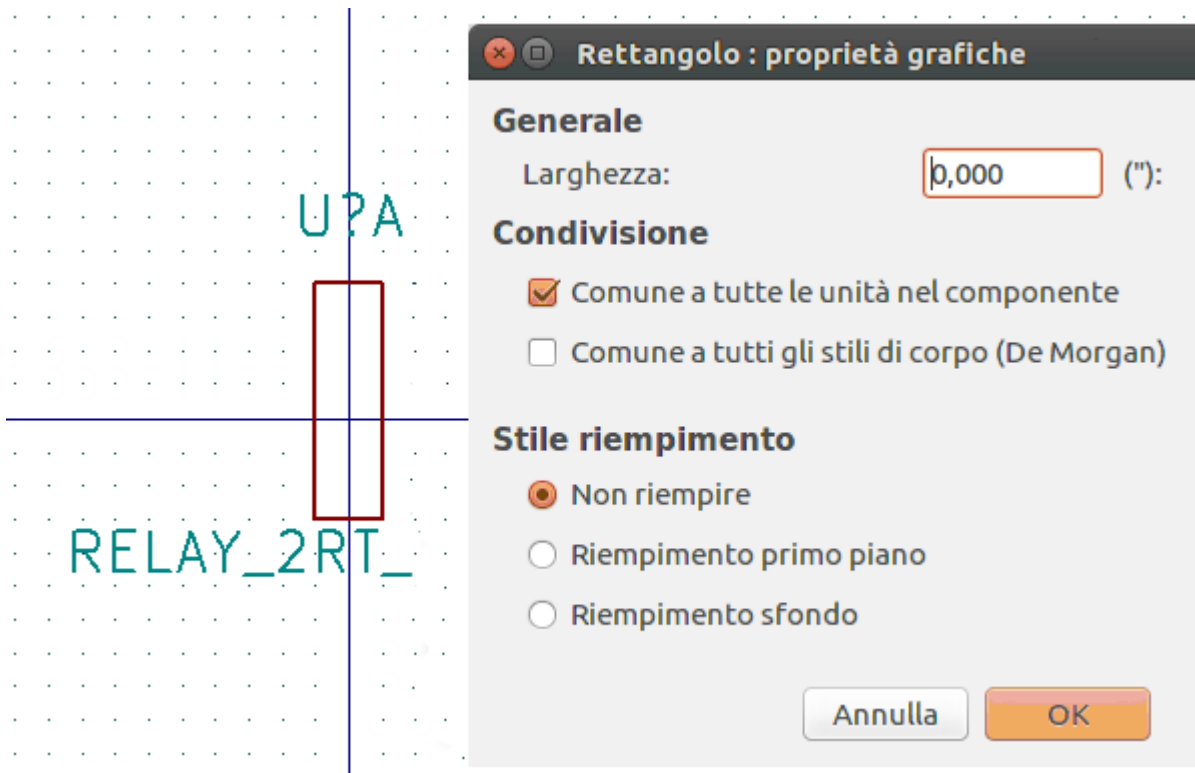 U?A
RELAY_2RT_
Rettangolo : proprietà grafiche
Generale
Larghezza: 0,000 ("):
Condivisione
Comune a tutte le unità nel componente
Comune a tutti gli stili di corpo (De Morgan)
Stile riempimento
Non riempire
Riempimento primo piano
Riempimento sfondo
Annulla OK